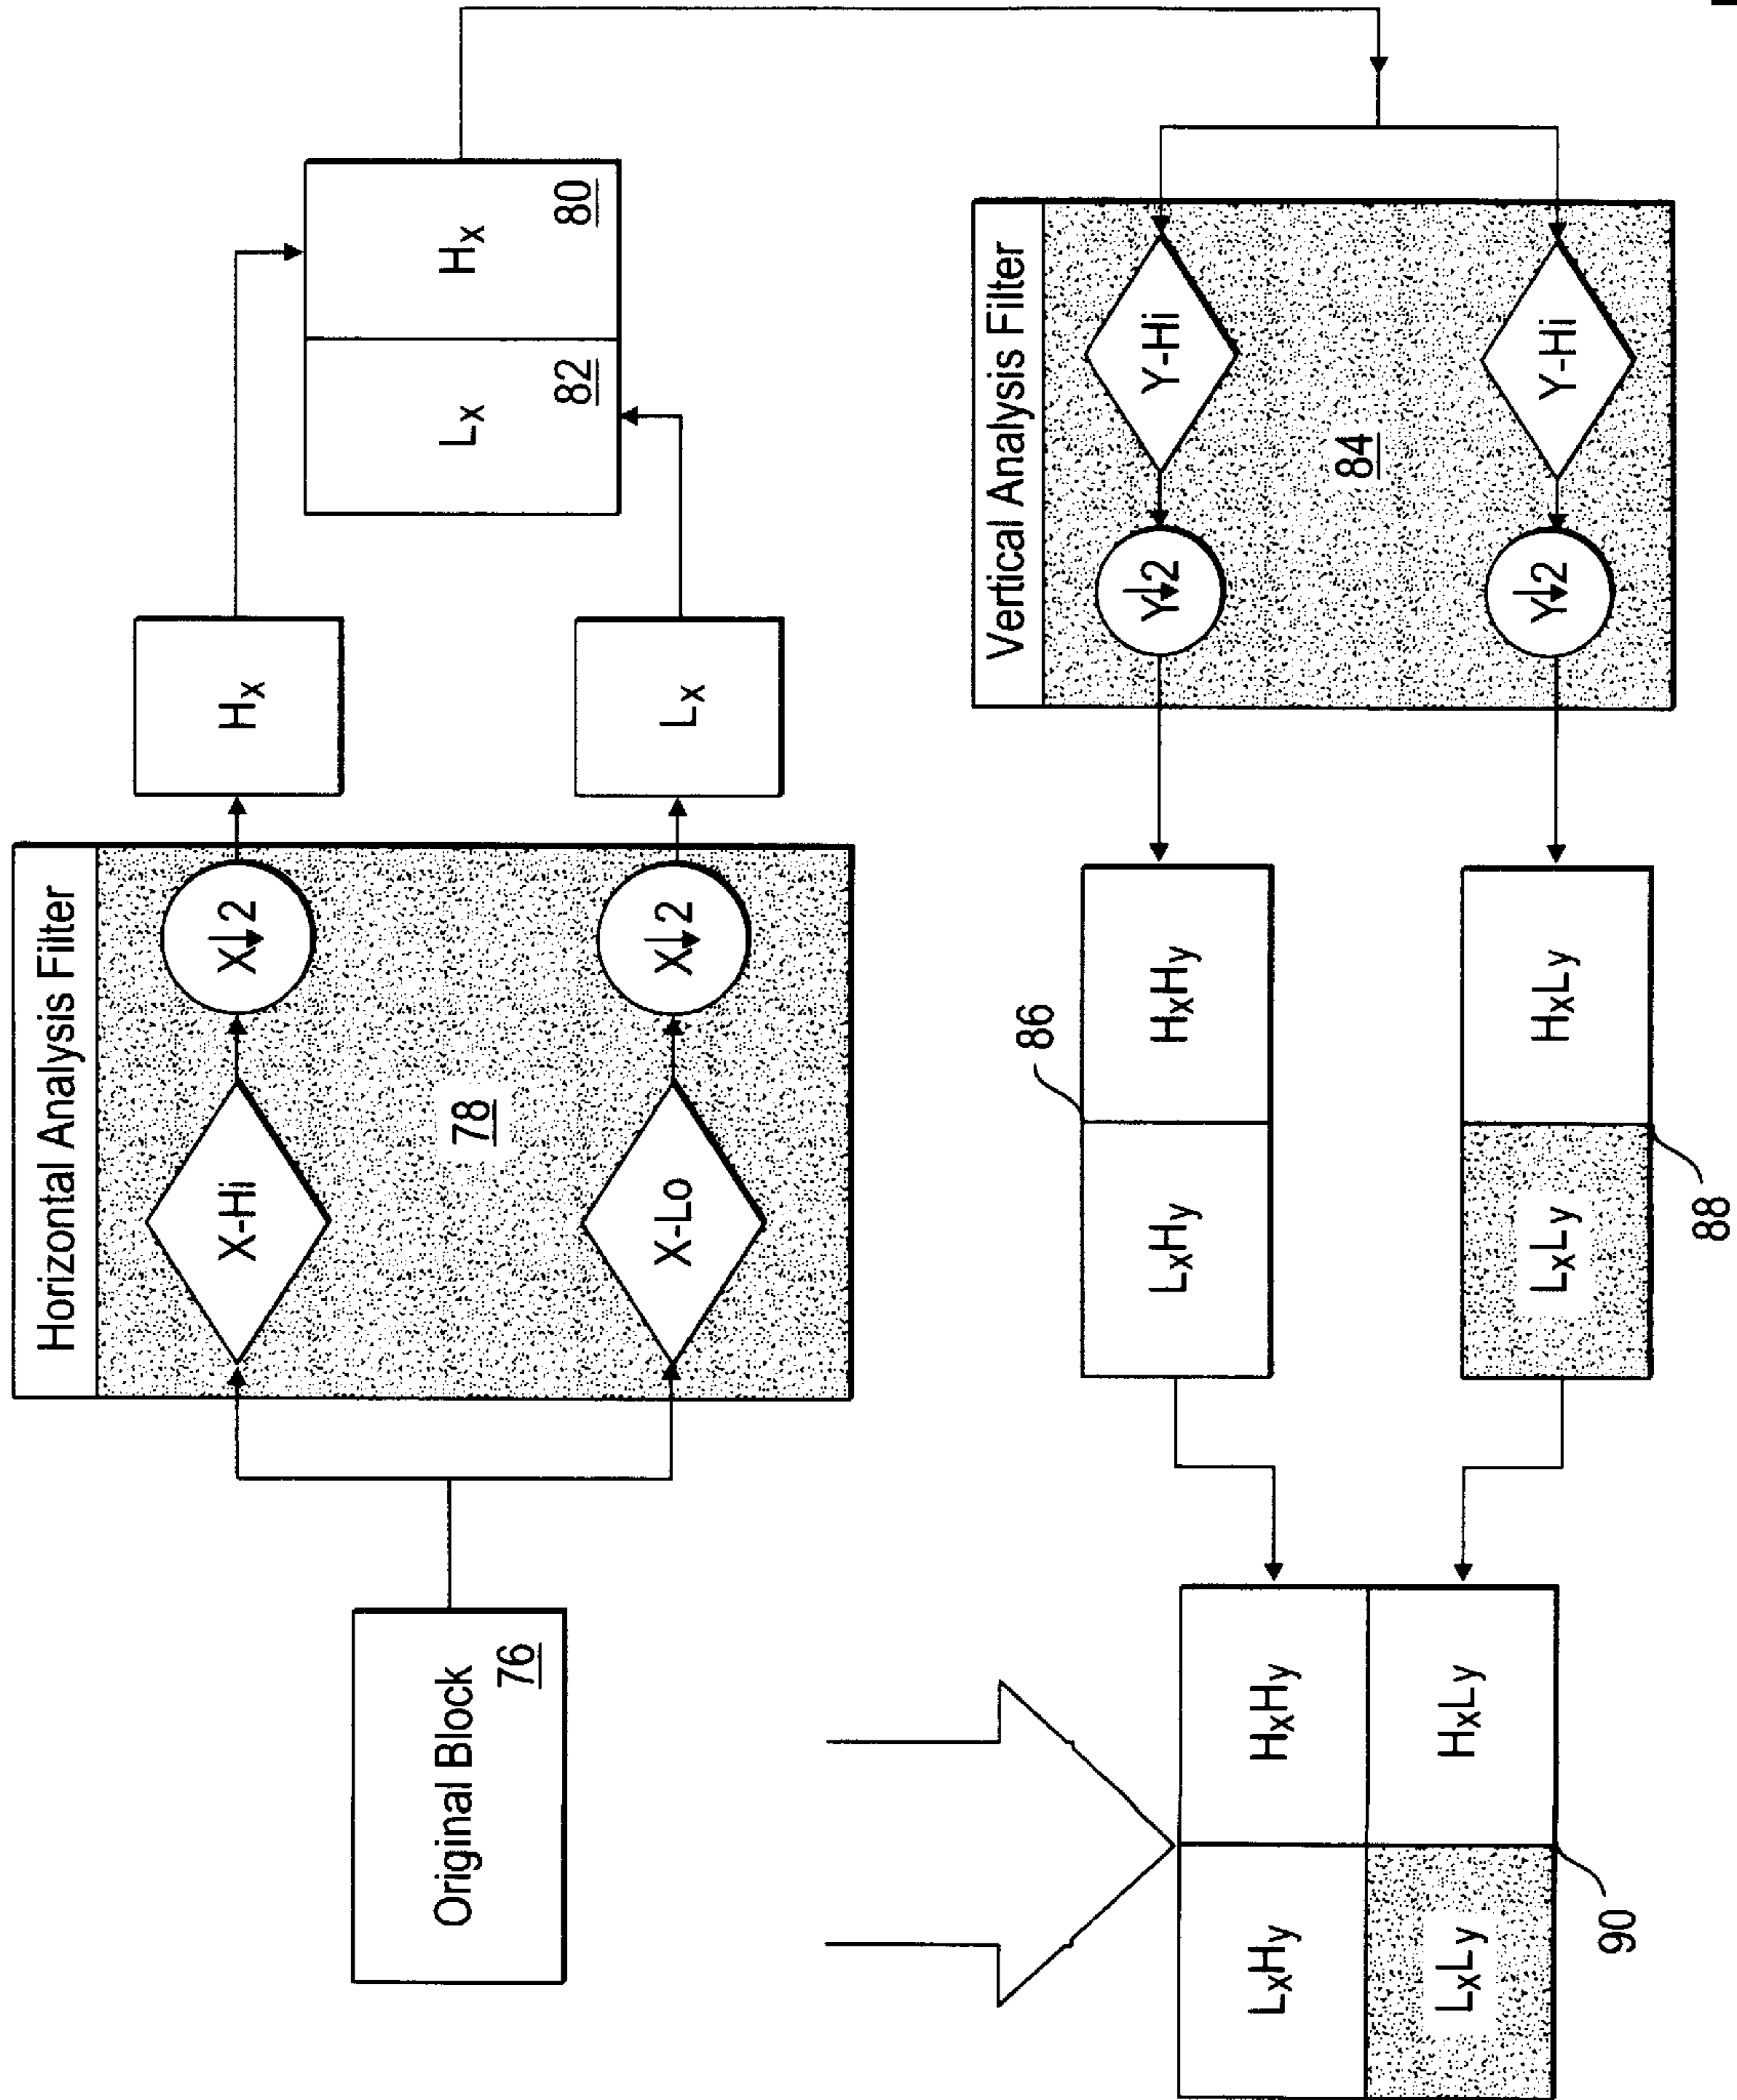 Original Block
76
Horizontal Analysis Filter
X-Hi
X↓2
78
X-Lo
X↓2
Hx
Lx
Lx
82
Hx
80
Vertical Analysis Filter
Y-Hi
Y↓2
84
Y-Hi
Y↓2
86
LxHy
HxHy
LxLy
HxLy
88
LxHy
HxHy
LxLy
HxLy
90